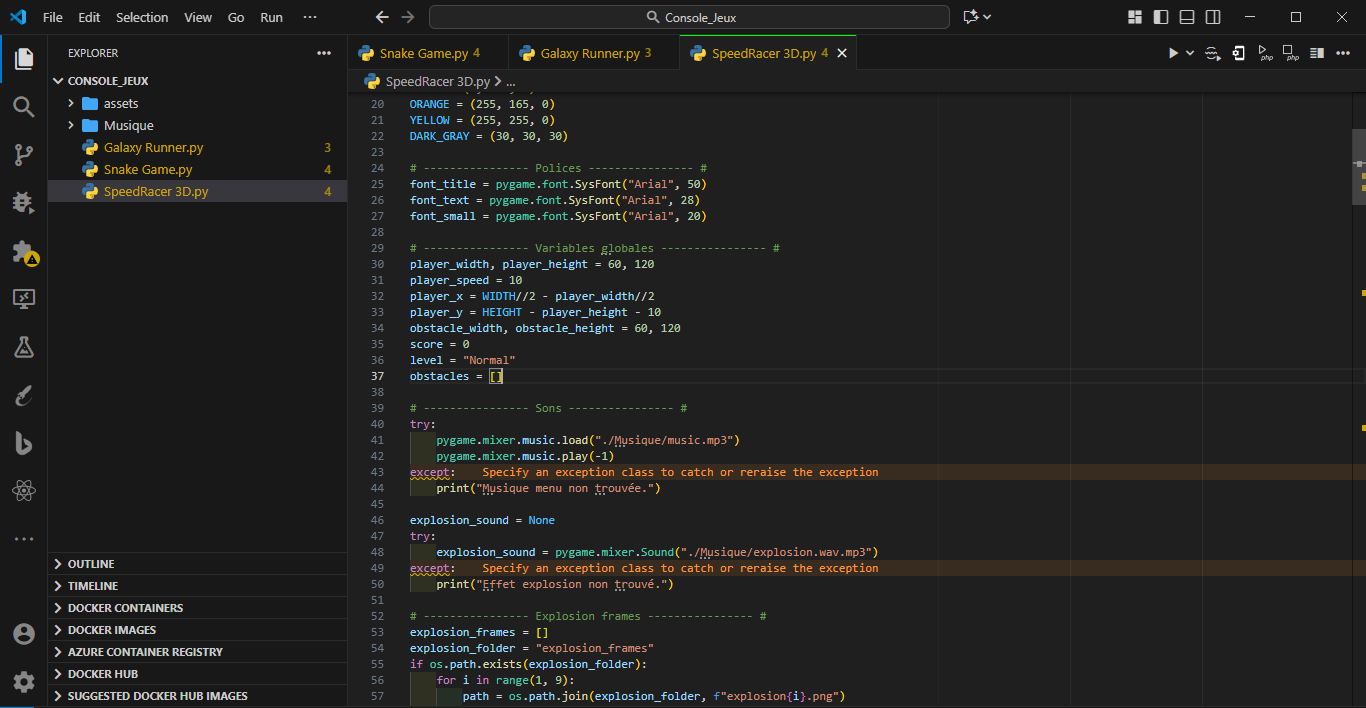 File Edit Selection View Go Run ··· Console_Jeux
EXPLORER ···
CONSOLE_JEUX
assets
Musique
Galaxy Runner.py 3
Snake Game.py 4
SpeedRacer 3D.py 4
OUTLINE
TIMELINE
DOCKER CONTAINERS
DOCKER IMAGES
AZURE CONTAINER REGISTRY
DOCKER HUB
SUGGESTED DOCKER HUB IMAGES
Snake Game.py 4 Galaxy Runner.py 3 SpeedRacer 3D.py 4
php php
SpeedRacer 3D.py > ...
20 ORANGE = (255, 165, 0)
21 YELLOW = (255, 255, 0)
22 DARK_GRAY = (30, 30, 30)
23
24 # ---------------- Polices ---------------- #
25 font_title = pygame.font.SysFont("Arial", 50)
26 font_text = pygame.font.SysFont("Arial", 28)
27 font_small = pygame.font.SysFont("Arial", 20)
28
29 # ---------------- Variables globales ---------------- #
30 player_width, player_height = 60, 120
31 player_speed = 10
32 player_x = WIDTH//2 - player_width//2
33 player_y = HEIGHT - player_height - 10
34 obstacle_width, obstacle_height = 60, 120
35 score = 0
36 level = "Normal"
37 obstacles = []
38
39 # ---------------- Sons ---------------- #
40 try:
41 pygame.mixer.music.load("./Musique/music.mp3")
42 pygame.mixer.music.play(-1)
43 except: Specify an exception class to catch or reraise the exception
44 print("Musique menu non trouvée.")
45
46 explosion_sound = None
47 try:
48 explosion_sound = pygame.mixer.Sound("./Musique/explosion.wav.mp3")
49 except: Specify an exception class to catch or reraise the exception
50 print("Effet explosion non trouvé.")
51
52 # ---------------- Explosion frames ---------------- #
53 explosion_frames = []
54 explosion_folder = "explosion_frames"
55 if os.path.exists(explosion_folder):
56 for i in range(1, 9):
57 path = os.path.join(explosion_folder, f"explosion{i}.png")